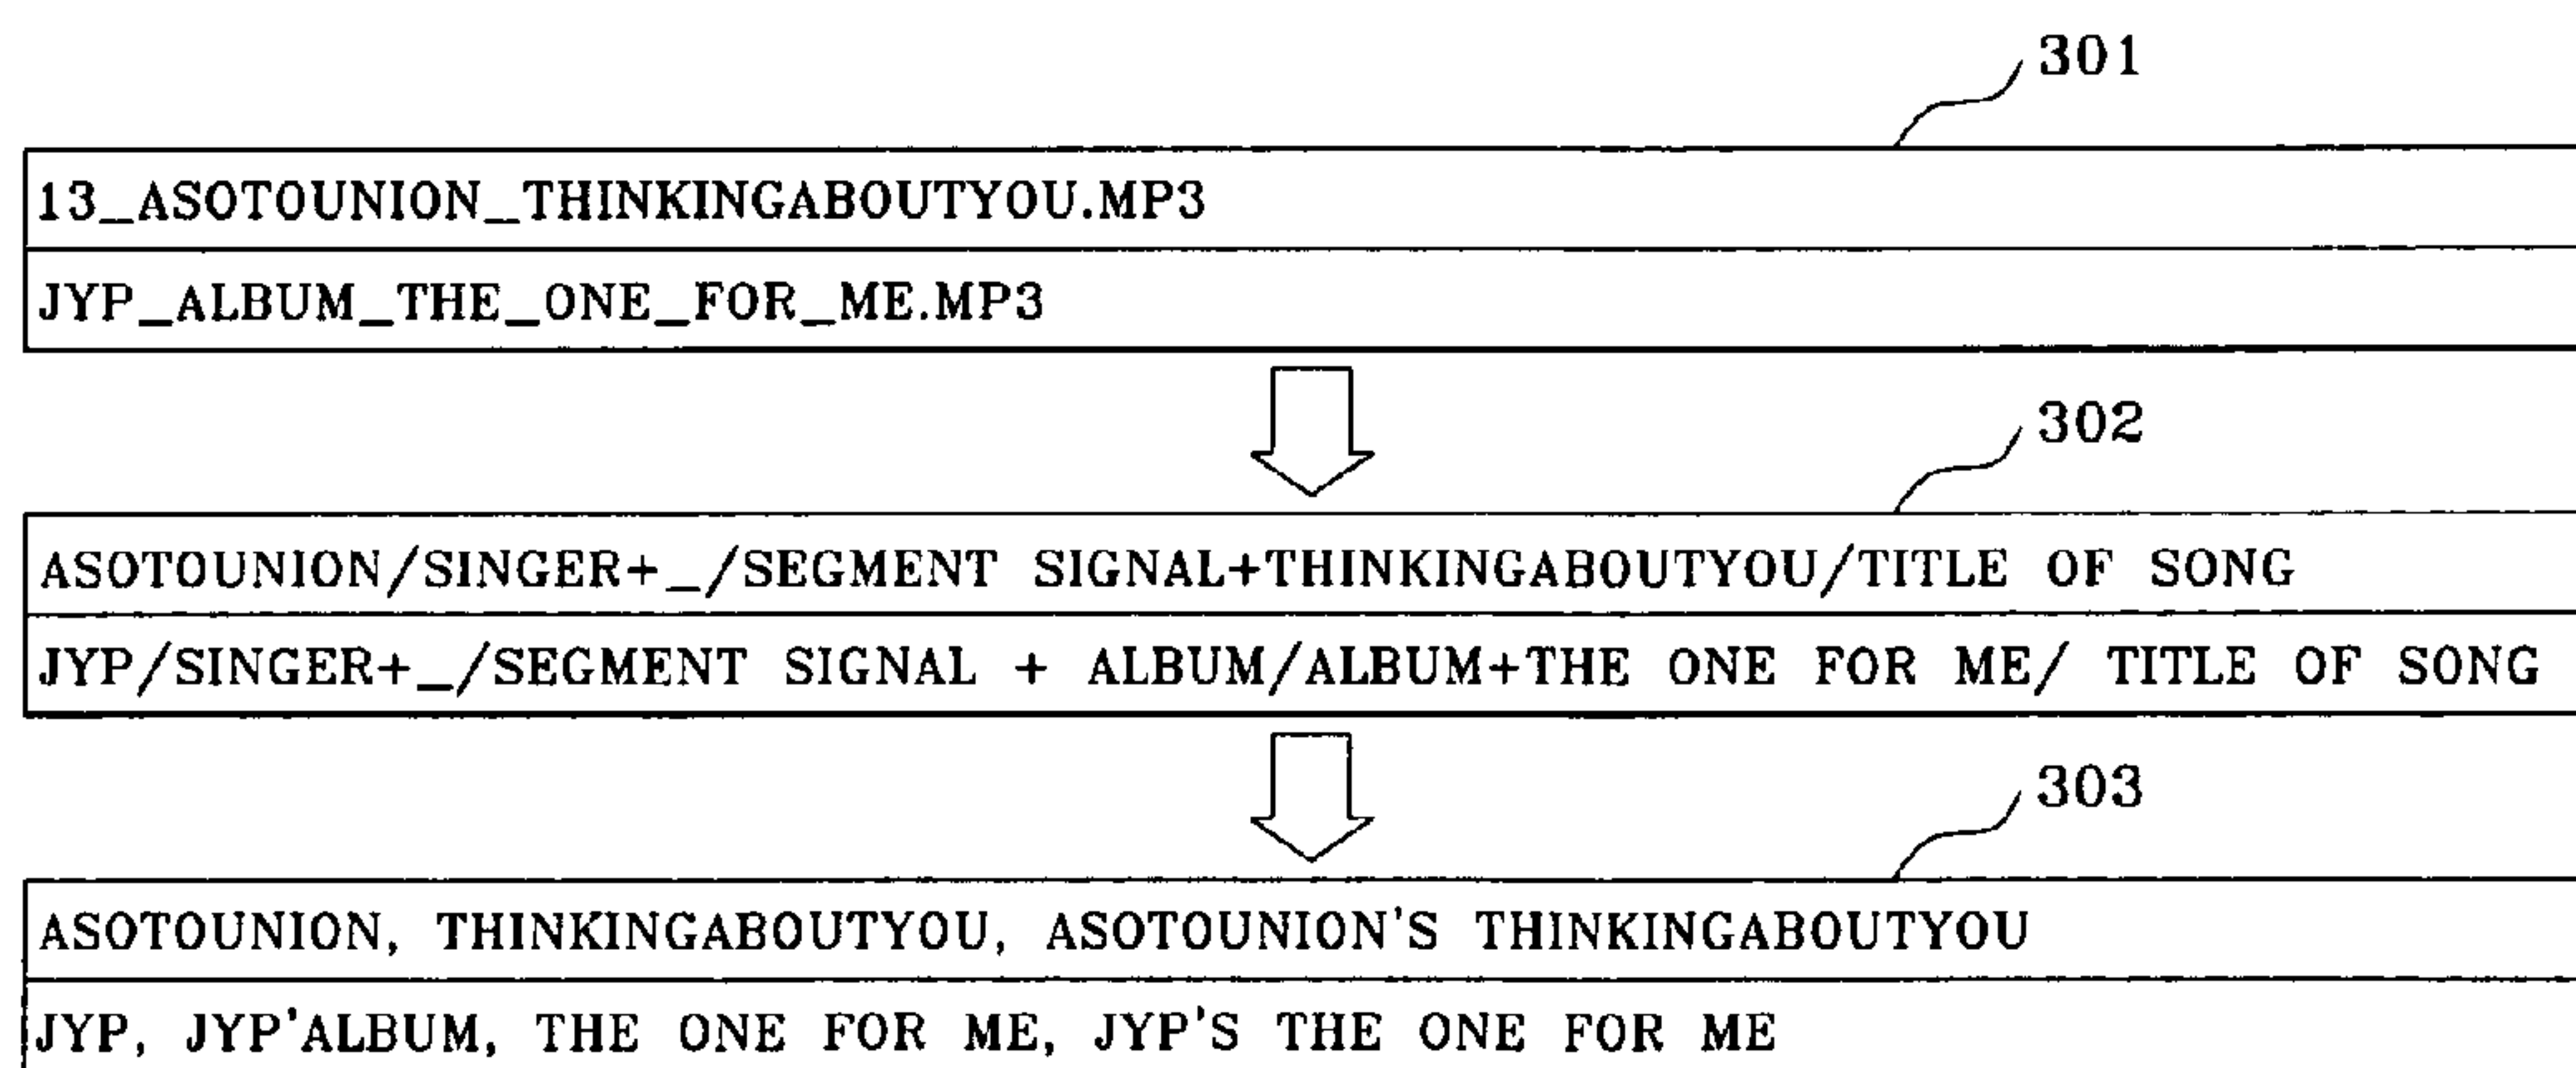 301
13_ASOTOUNION_THINKINGABOUTYOU.MP3
JYP_ALBUM_THE_ONE_FOR_ME.MP3
302
ASOTOUNION/SINGER+_/SEGMENT SIGNAL+THINKINGABOUTYOU/TITLE OF SONG
JYP/SINGER+_/SEGMENT SIGNAL + ALBUM/ALBUM+THE ONE FOR ME/ TITLE OF SONG
303
ASOTOUNION, THINKINGABOUTYOU, ASOTOUNION'S THINKINGABOUTYOU
JYP, JYP'ALBUM, THE ONE FOR ME, JYP'S THE ONE FOR ME